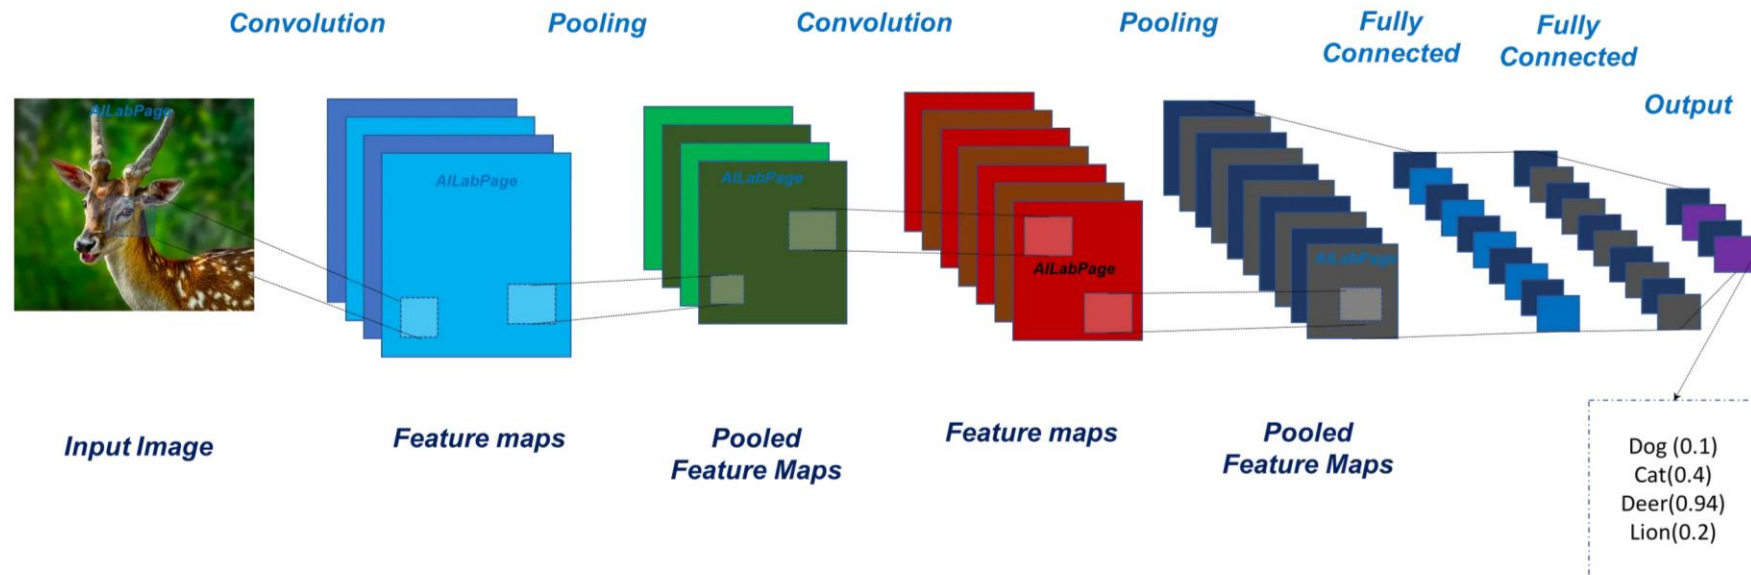 Convolution
Pooling
Convolution
Pooling
Fully
Connected
Fully
Connected
Output
AILabPage
AILabPage
AILabPage
AILabPage
AILabPage
Input Image
Feature maps
Pooled
Feature Maps
Feature maps
Pooled
Feature Maps
Dog (0.1)
Cat(0.4)
Deer(0.94)
Lion(0.2)